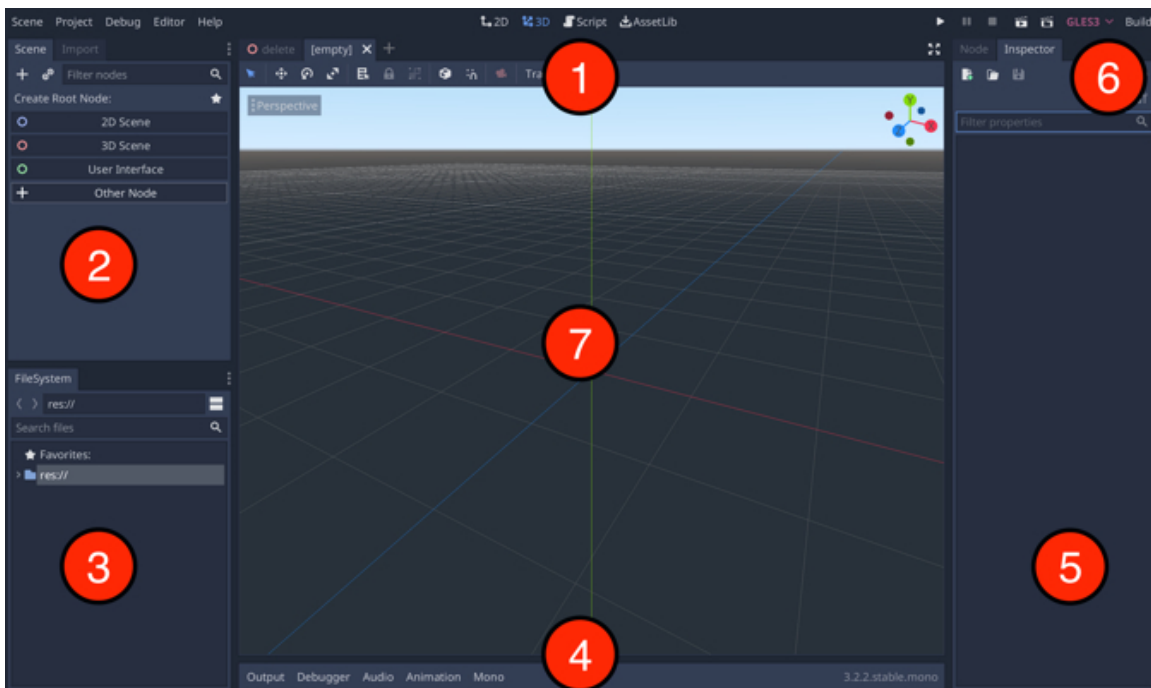 Scene Project Debug Editor Help 2D 3D Script AssetLib GLES3 Build
Scene Import
Filter nodes
Create Root Node:
2D Scene
3D Scene
User Interface
Other Node
2
FileSystem
res://
Search files
Favorites:
res://
3
delete [empty]
1
Perspective
Y
X
Z
7
4
Output Debugger Audio Animation Mono 3.2.2.stable.mono
Node Inspector
6
Filter properties
5